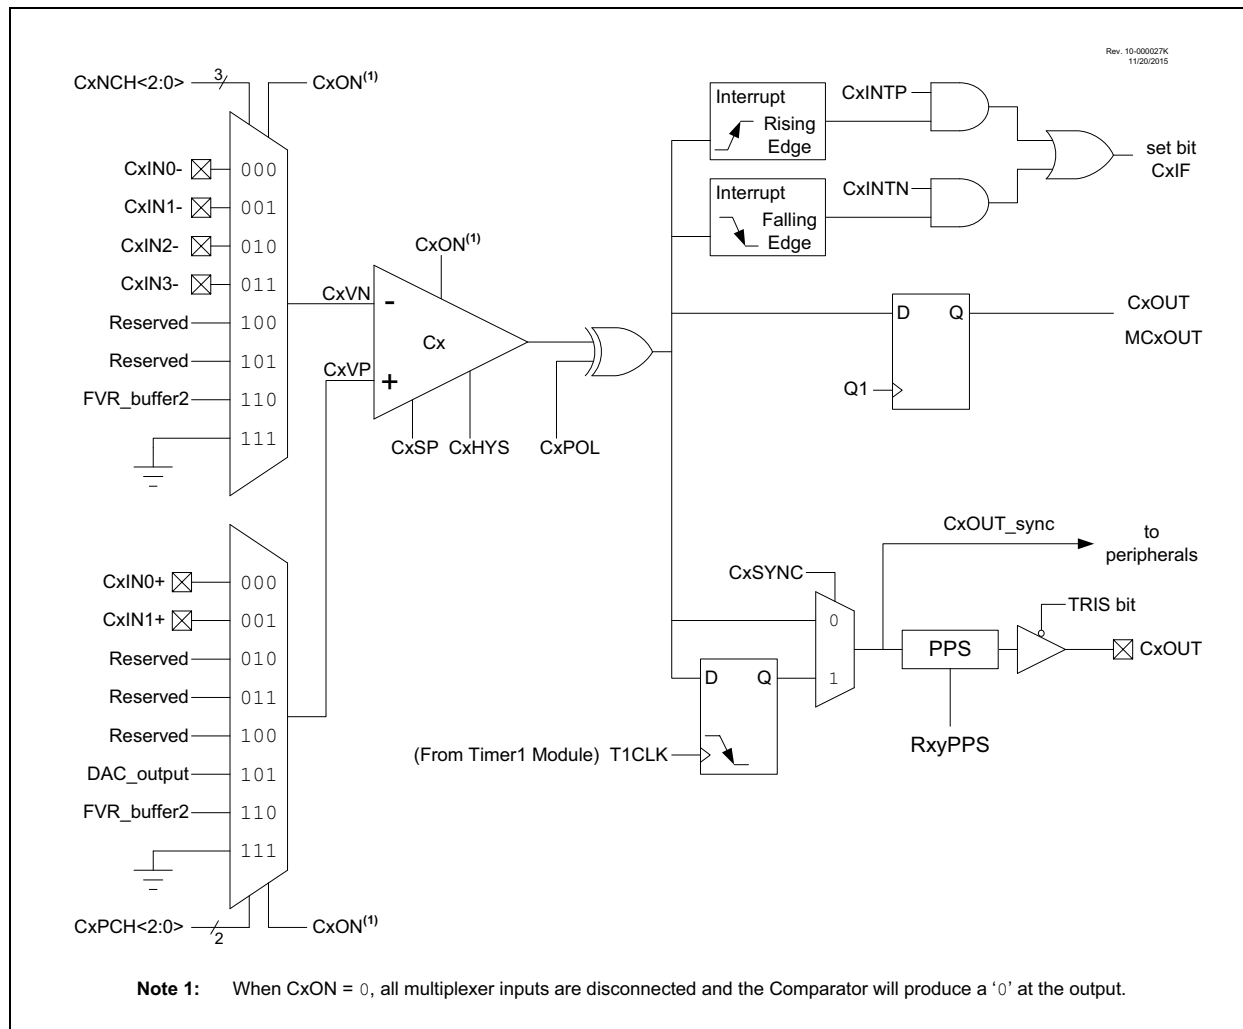 Rev. 10-000027K
11/20/2015
CxNCH<2:0>
3
CxON(1)
CxIN0-
000
CxIN1-
001
CxIN2-
010
CxIN3-
011
Reserved
100
Reserved
101
FVR_buffer2
110
111
CxVN
CxVP
CxON(1)
-
Cx
+
CxSP
CxHYS
CxPOL
Interrupt
Rising
Edge
CxINTP
Interrupt
Falling
Edge
CxINTN
set bit
CxIF
D
Q
Q1
CxOUT
MCxOUT
CxIN0+
000
CxIN1+
001
Reserved
010
Reserved
011
Reserved
100
DAC_output
101
FVR_buffer2
110
111
CxPCH<2:0>
2
CxON(1)
CxOUT_sync
to
peripherals
CxSYNC
0
1
TRIS bit
PPS
CxOUT
RxyPPS
D
Q
(From Timer1 Module) T1CLK
Note 1: When CxON = 0, all multiplexer inputs are disconnected and the Comparator will produce a ‘0’ at the output.